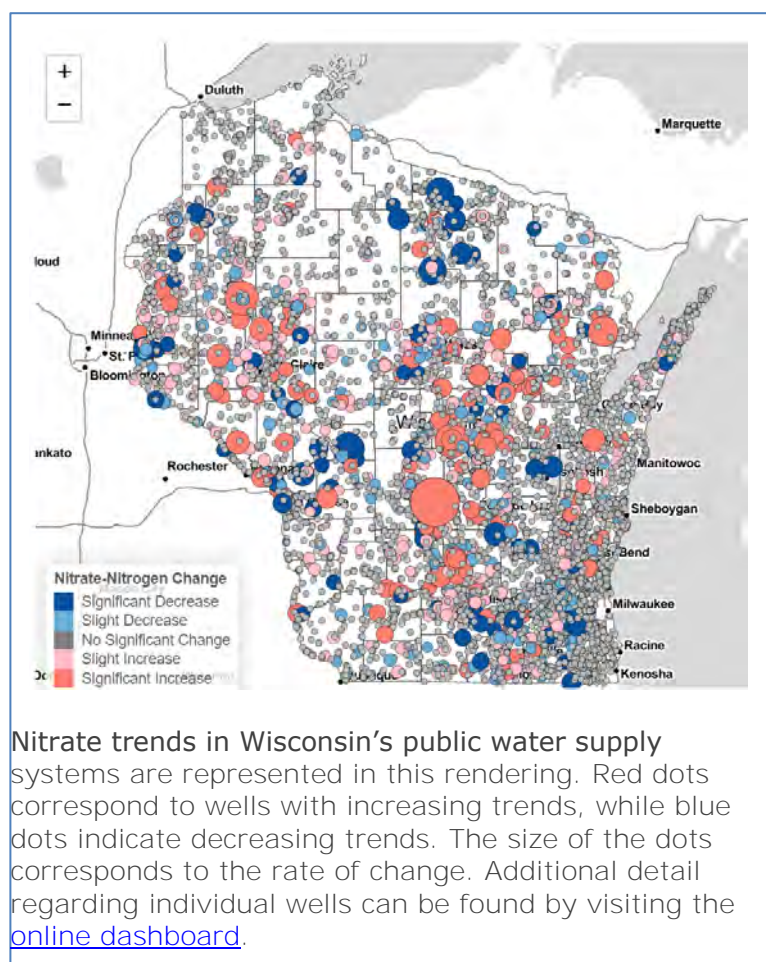 +
−
Duluth
Marquette
loud
Minnea
St. P
Bloomington
Claire
nkato
Rochester
Manitowoc
Sheboygan
Bend
Milwaukee
Racine
Kenosha
Nitrate-Nitrogen Change
Significant Decrease
Slight Decrease
No Significant Change
Slight Increase
Significant Increase
Nitrate trends in Wisconsin’s public water supply
systems are represented in this rendering. Red dots
correspond to wells with increasing trends, while blue
dots indicate decreasing trends. The size of the dots
corresponds to the rate of change. Additional detail
regarding individual wells can be found by visiting the
online dashboard.